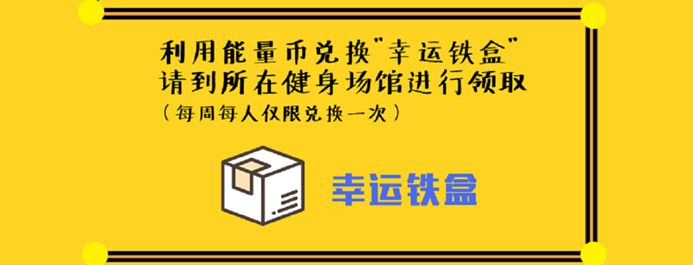 利用能量币兑换"幸运铁盒"
请到所在健身场馆进行领取
（每周每人仅限兑换一次）
幸运铁盒